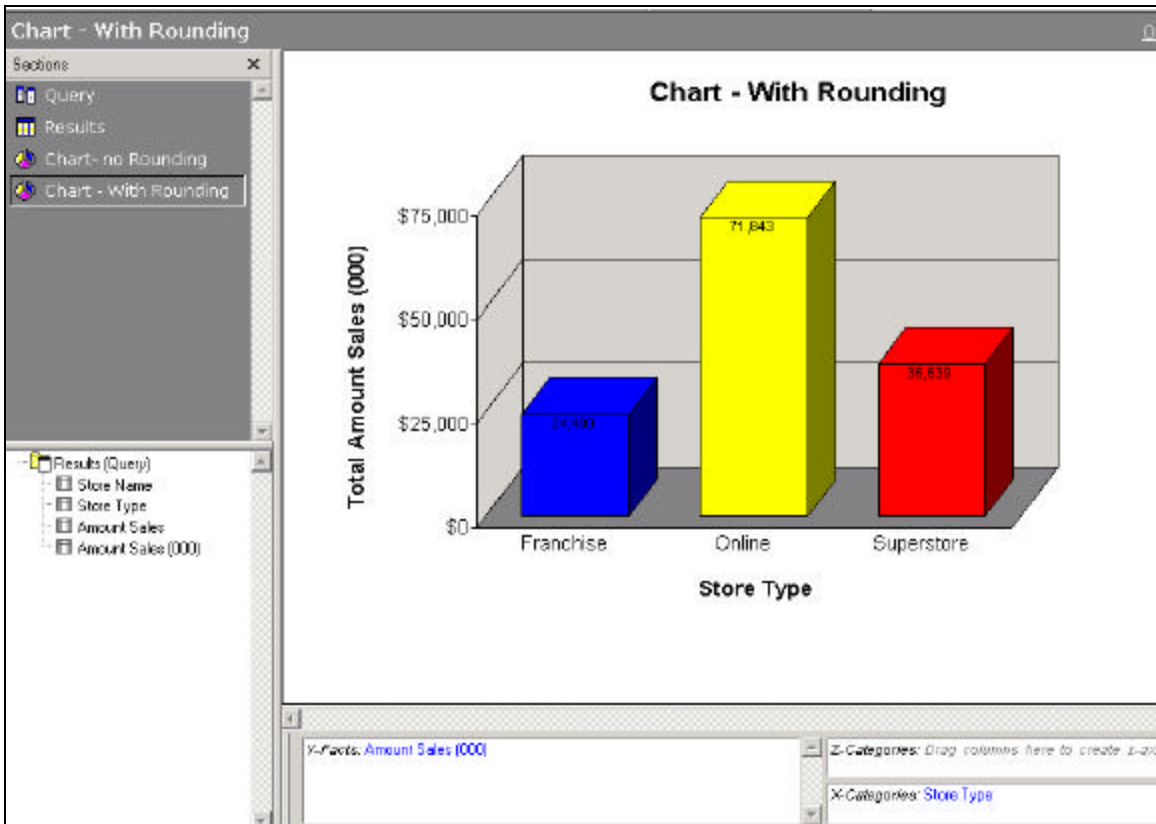 Chart - With Rounding
Sections
Query
Results
Chart- no Rounding
Chart - With Rounding
Results (Query)
Store Name
Store Type
Amount Sales
Amount Sales (000)
Chart - With Rounding
Total Amount Sales (000)
$75,000
$50,000
$25,000
$0
71,843
36,639
Franchise
Online
Superstore
Store Type
Y-Facts: Amount Sales (000)
Z-Categories: Drag columns here to create z-ax
X-Categories: Store Type